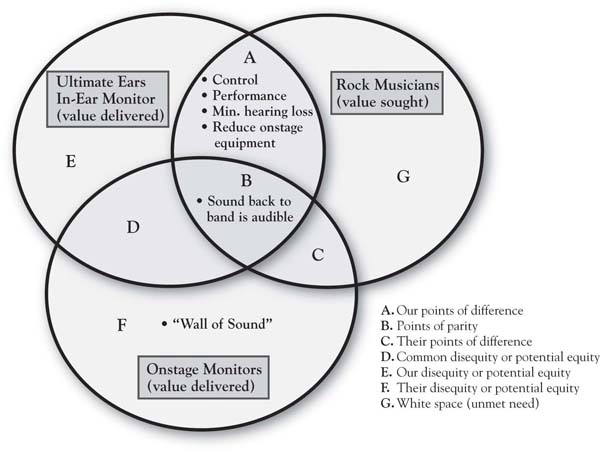 A
• Control
• Performance
• Min. hearing loss
• Reduce onstage
equipment
Ultimate Ears
In-Ear Monitor
(value delivered)
Rock Musicians
(value sought)
E
G
B
• Sound back to
band is audible
D
C
F
• “Wall of Sound”
Onstage Monitors
(value delivered)
A. Our points of difference
B. Points of parity
C. Their points of difference
D. Common disequity or potential equity
E. Our disequity or potential equity
F. Their disequity or potential equity
G. White space (unmet need)